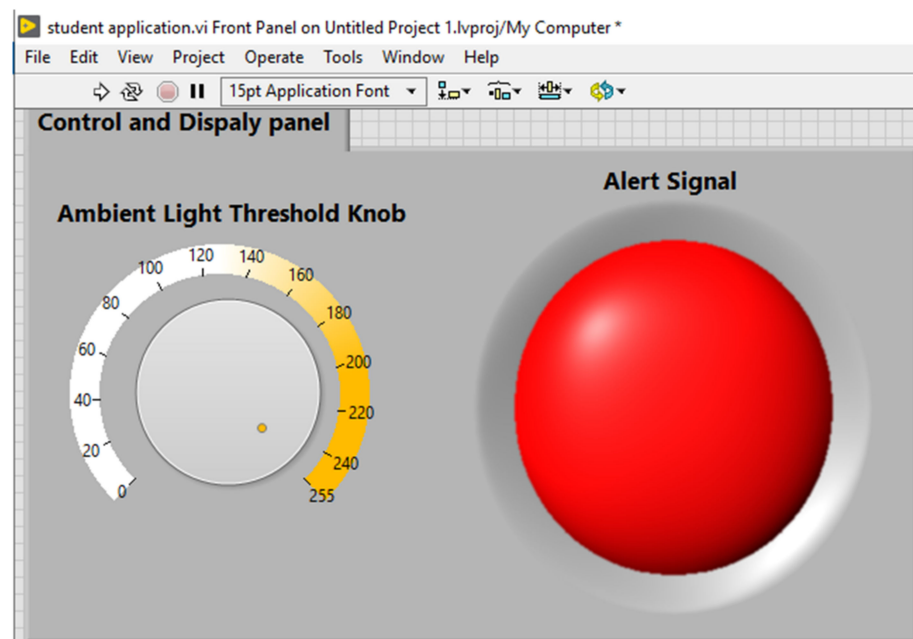 student application.vi Front Panel on Untitled Project 1.lvproj/My Computer *
File Edit View Project Operate Tools Window Help
15pt Application Font
Control and Dispaly panel
Alert Signal
Ambient Light Threshold Knob
0
20
40
60
80
100
120
140
160
180
200
220
240
255